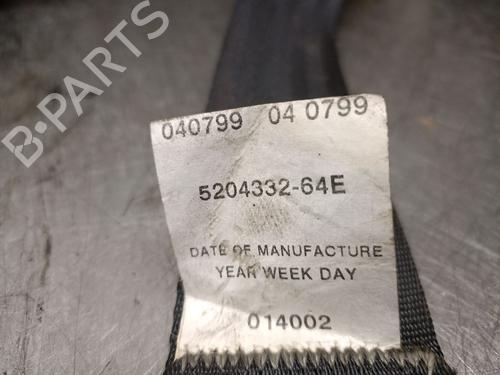 B-PARTS
040799 04 0799
5204332-64E
DATE OF MANUFACTURE
YEAR WEEK DAY
014002